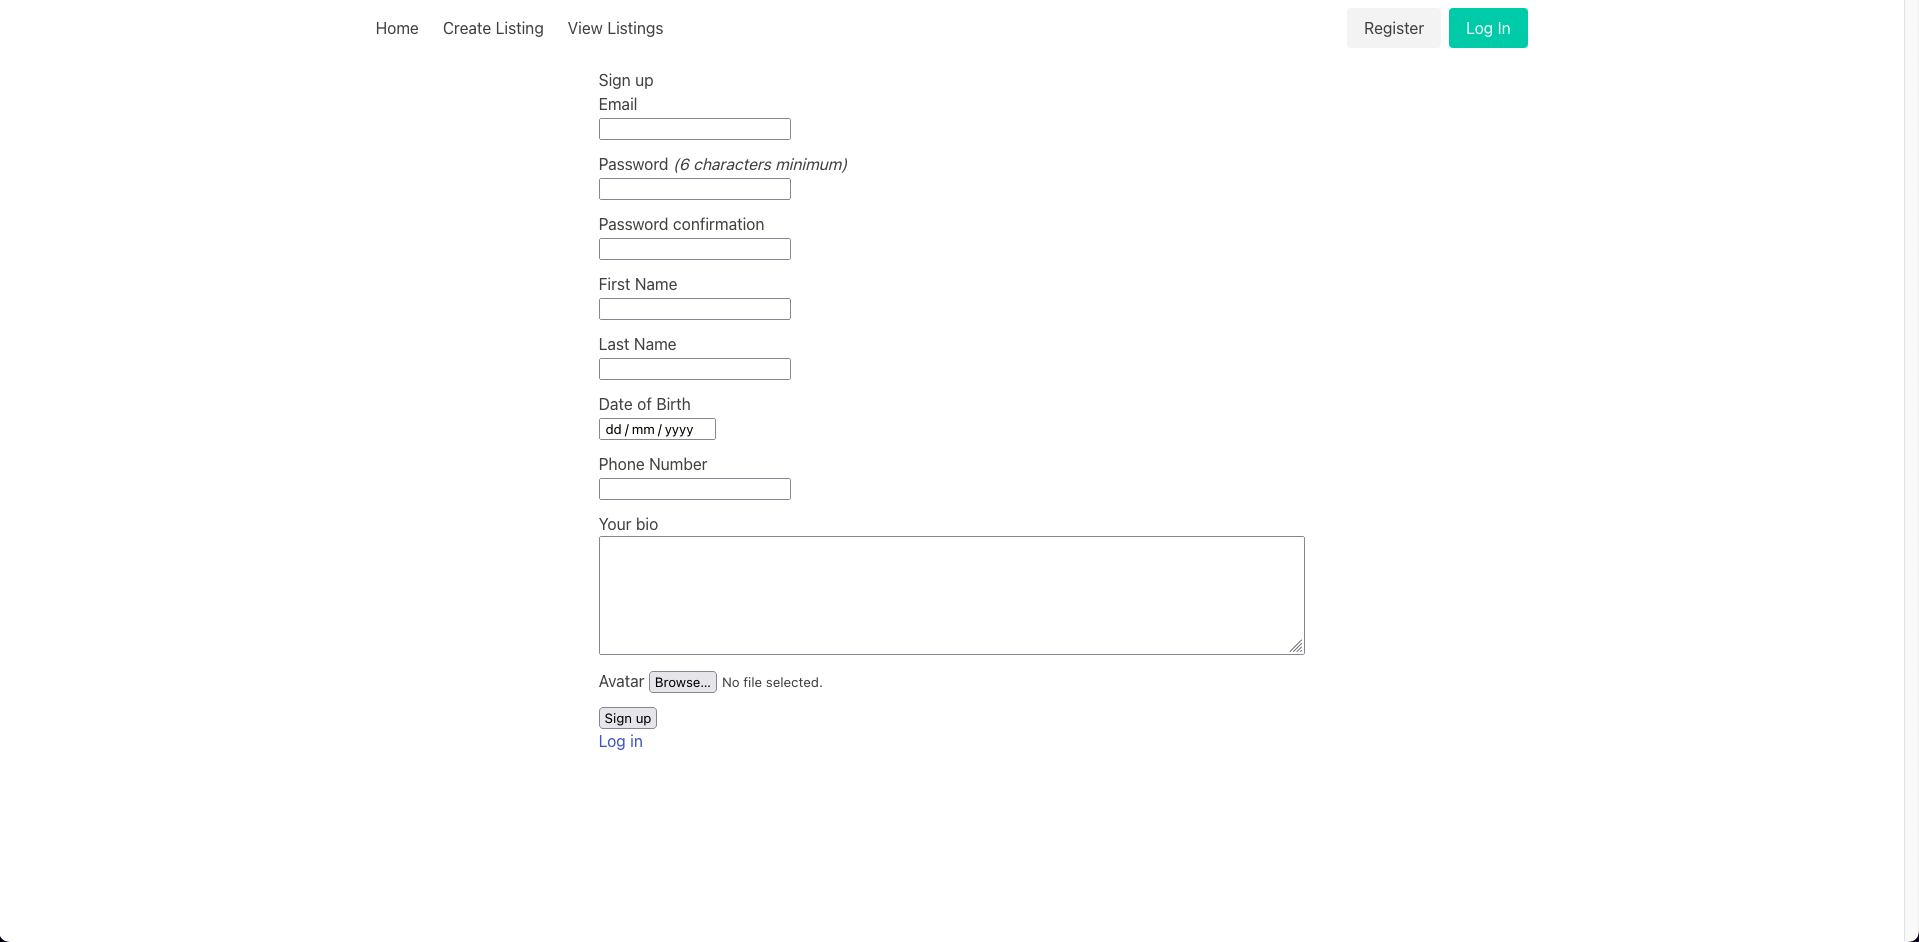 Home Create Listing View Listings Register Log In
Sign up
Email
Password (6 characters minimum)
Password confirmation
First Name
Last Name
Date of Birth
dd / mm / yyyy
Phone Number
Your bio
Avatar Browse... No file selected.
Sign up
Log in